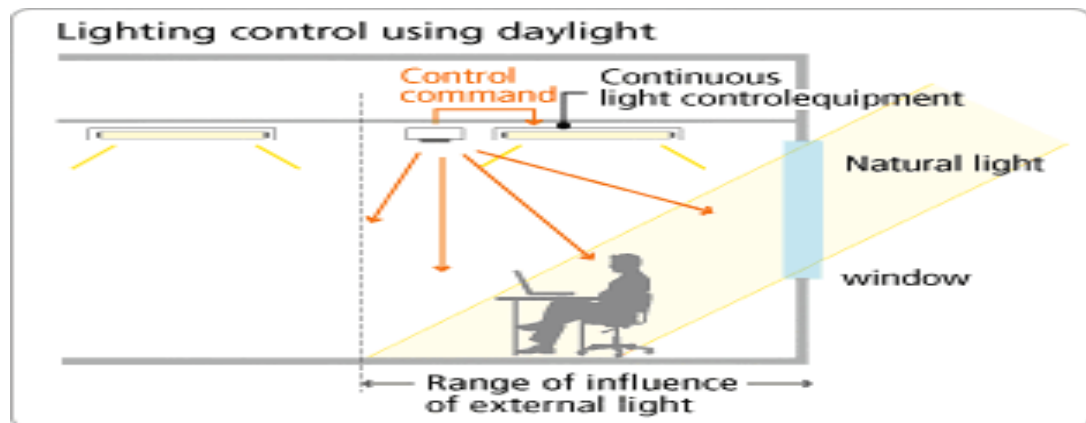 Lighting control using daylight
Control
command
Continuous
light controlequipment
Natural light
window
Range of influence
of external light